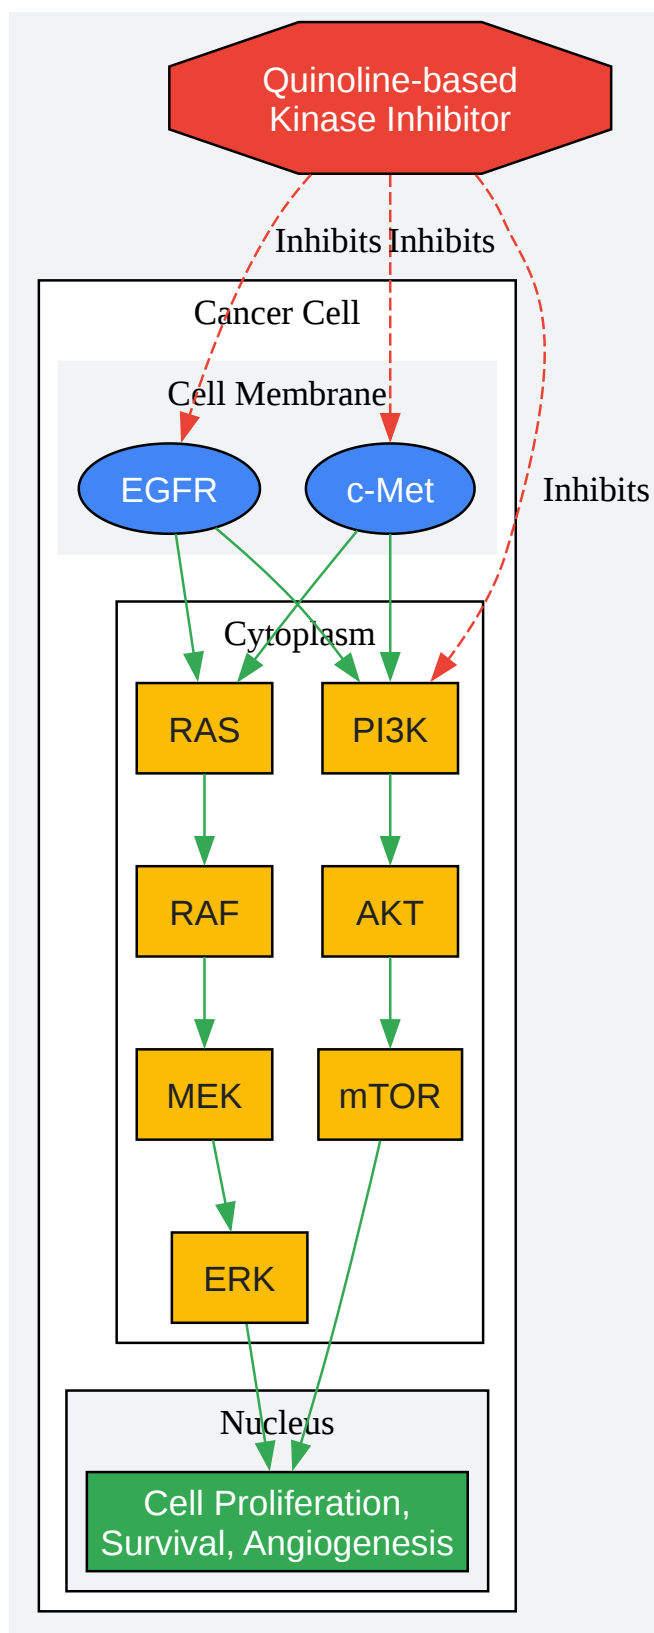 Quinoline-based
Kinase Inhibitor
Inhibits
Inhibits
Cancer Cell
Cell Membrane
EGFR
c-Met
Inhibits
Cytoplasm
RAS
PI3K
RAF
AKT
MEK
mTOR
ERK
Nucleus
Cell Proliferation,
Survival, Angiogenesis